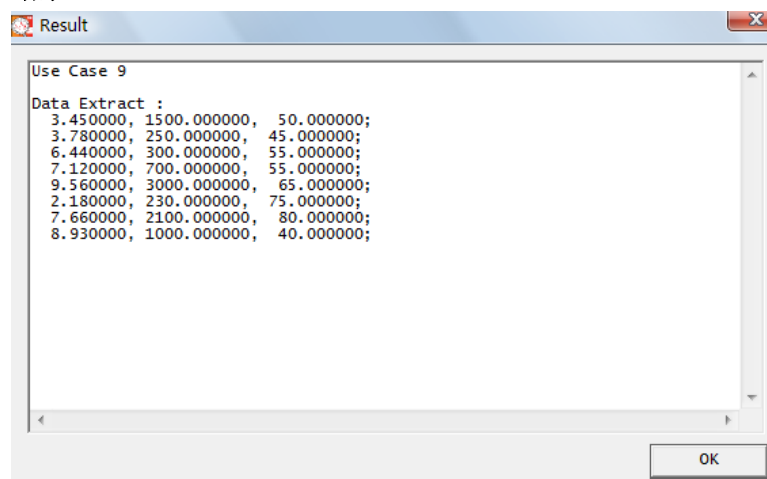 Result
Use Case 9
Data Extract :
3.450000, 1500.000000, 50.000000;
3.780000, 250.000000, 45.000000;
6.440000, 300.000000, 55.000000;
7.120000, 700.000000, 55.000000;
9.560000, 3000.000000, 65.000000;
2.180000, 230.000000, 75.000000;
7.660000, 2100.000000, 80.000000;
8.930000, 1000.000000, 40.000000;
OK